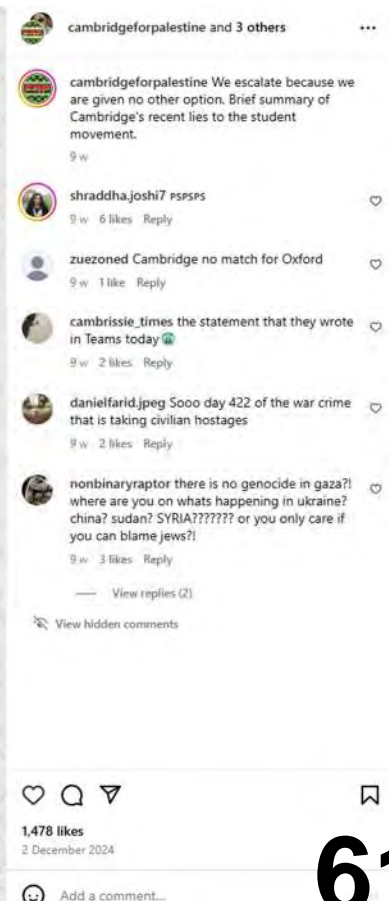 cambridgeforpalestine and 3 others
cambridgeforpalestine We escalate because we
are given no other option. Brief summary of
Cambridge's recent lies to the student
movement.
9 w
shraddha.joshi7 PSPSPS
9 w 6 likes Reply
zuezoned Cambridge no match for Oxford
9 w 1 like Reply
cambrissie_times the statement that they wrote
in Teams today
9 w 2 likes Reply
danielfarid.jpeg Sooo day 422 of the war crime
that is taking civilian hostages
9 w 2 likes Reply
nonbinaryraptor there is no genocide in gaza?!
where are you on whats happening in ukraine?
china? sudan? SYRIA??????? or you only care if
you can blame jews?!
9 w 3 likes Reply
View replies (2)
View hidden comments
1,478 likes
2 December 2024
Add a comment...
61